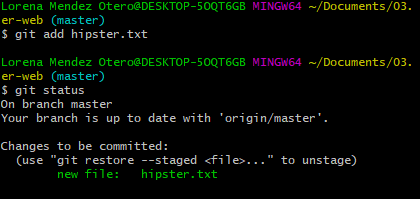 Lorena Mendez Otero@DESKTOP-5OQT6GB MINGW64 ~/Documents/03.
er-web (master)
$ git add hipster.txt
Lorena Mendez Otero@DESKTOP-5OQT6GB MINGW64 ~/Documents/03.
er-web (master)
$ git status
On branch master
Your branch is up to date with 'origin/master'.
Changes to be committed:
  (use "git restore --staged <file>..." to unstage)
        new file:   hipster.txt